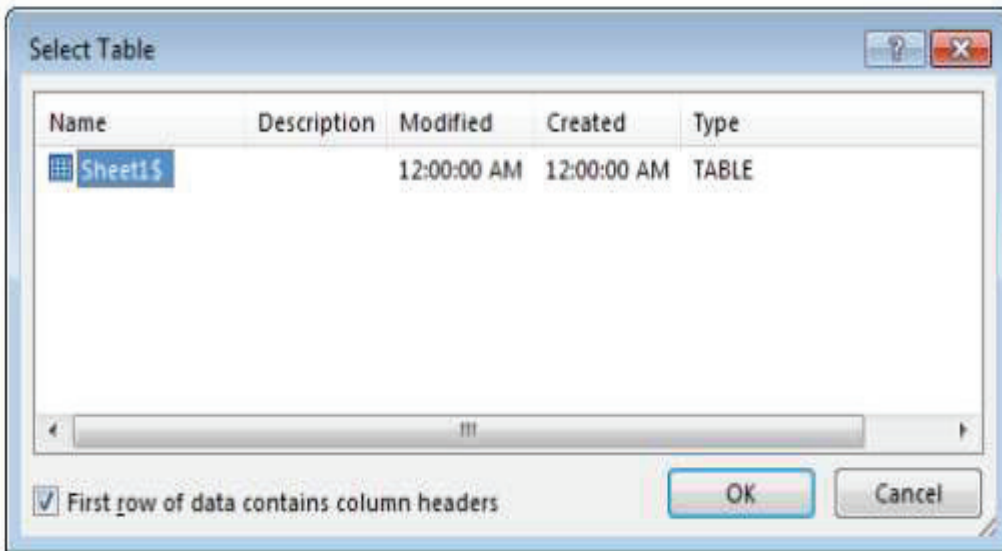 Select Table
Name Description Modified Created Type
Sheet1$ 12:00:00 AM 12:00:00 AM TABLE
First row of data contains column headers
OK Cancel